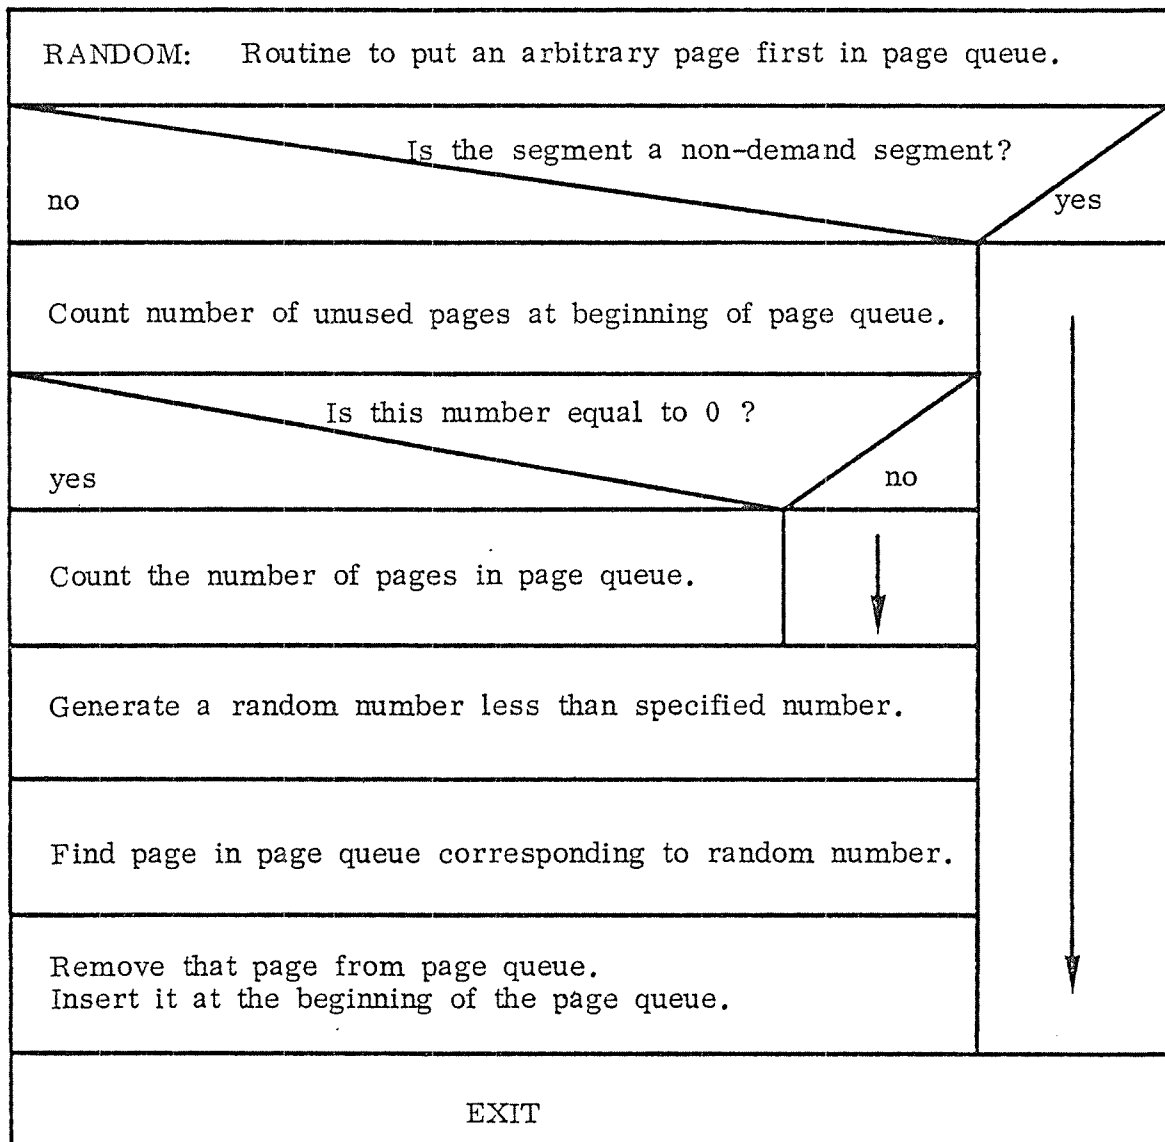 RANDOM: Routine to put an arbitrary page first in page queue.
Is the segment a non-demand segment?
no
yes
Count number of unused pages at beginning of page queue.
Is this number equal to 0 ?
yes
no
Count the number of pages in page queue.
Generate a random number less than specified number.
Find page in page queue corresponding to random number.
Remove that page from page queue.
Insert it at the beginning of the page queue.
EXIT